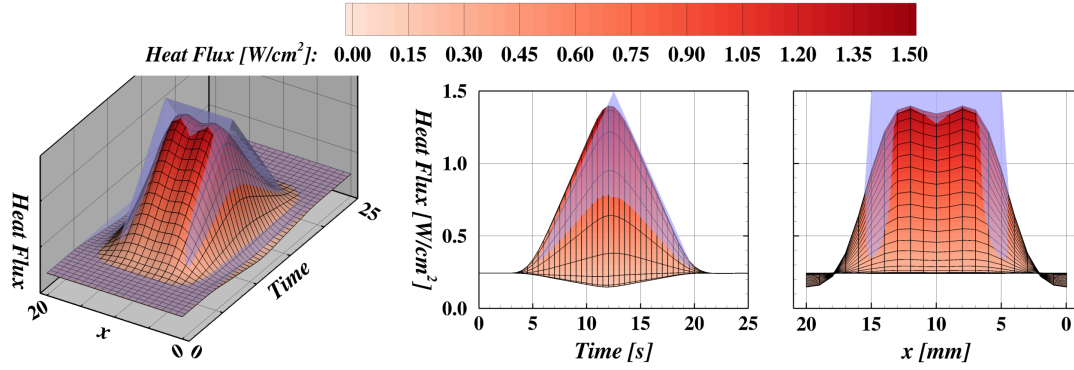 Heat Flux [W/cm²]: 0.00 0.15 0.30 0.45 0.60 0.75 0.90 1.05 1.20 1.35 1.50
Heat Flux
20
x
0
0
Time
25
Heat Flux [W/cm²]
1.5
1.0
0.5
0.0
0 5 10 15 20 25
Time [s]
20 15 10 5 0
x [mm]